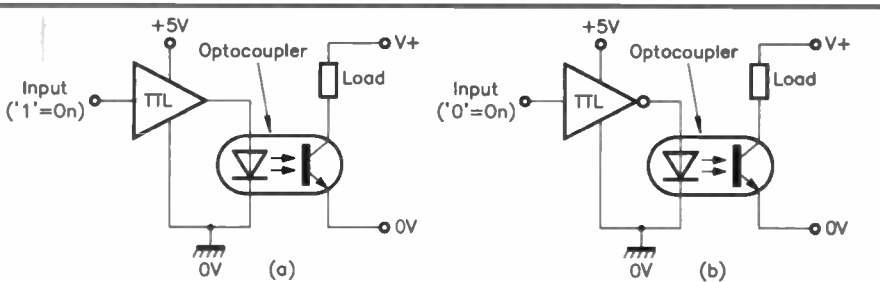 +5V
Optocoupler
V+
Input
('1'=On)
TTL
Load
0V
0V
(a)
+5V
Optocoupler
V+
Input
('0'=On)
TTL
Load
0V
0V
(b)